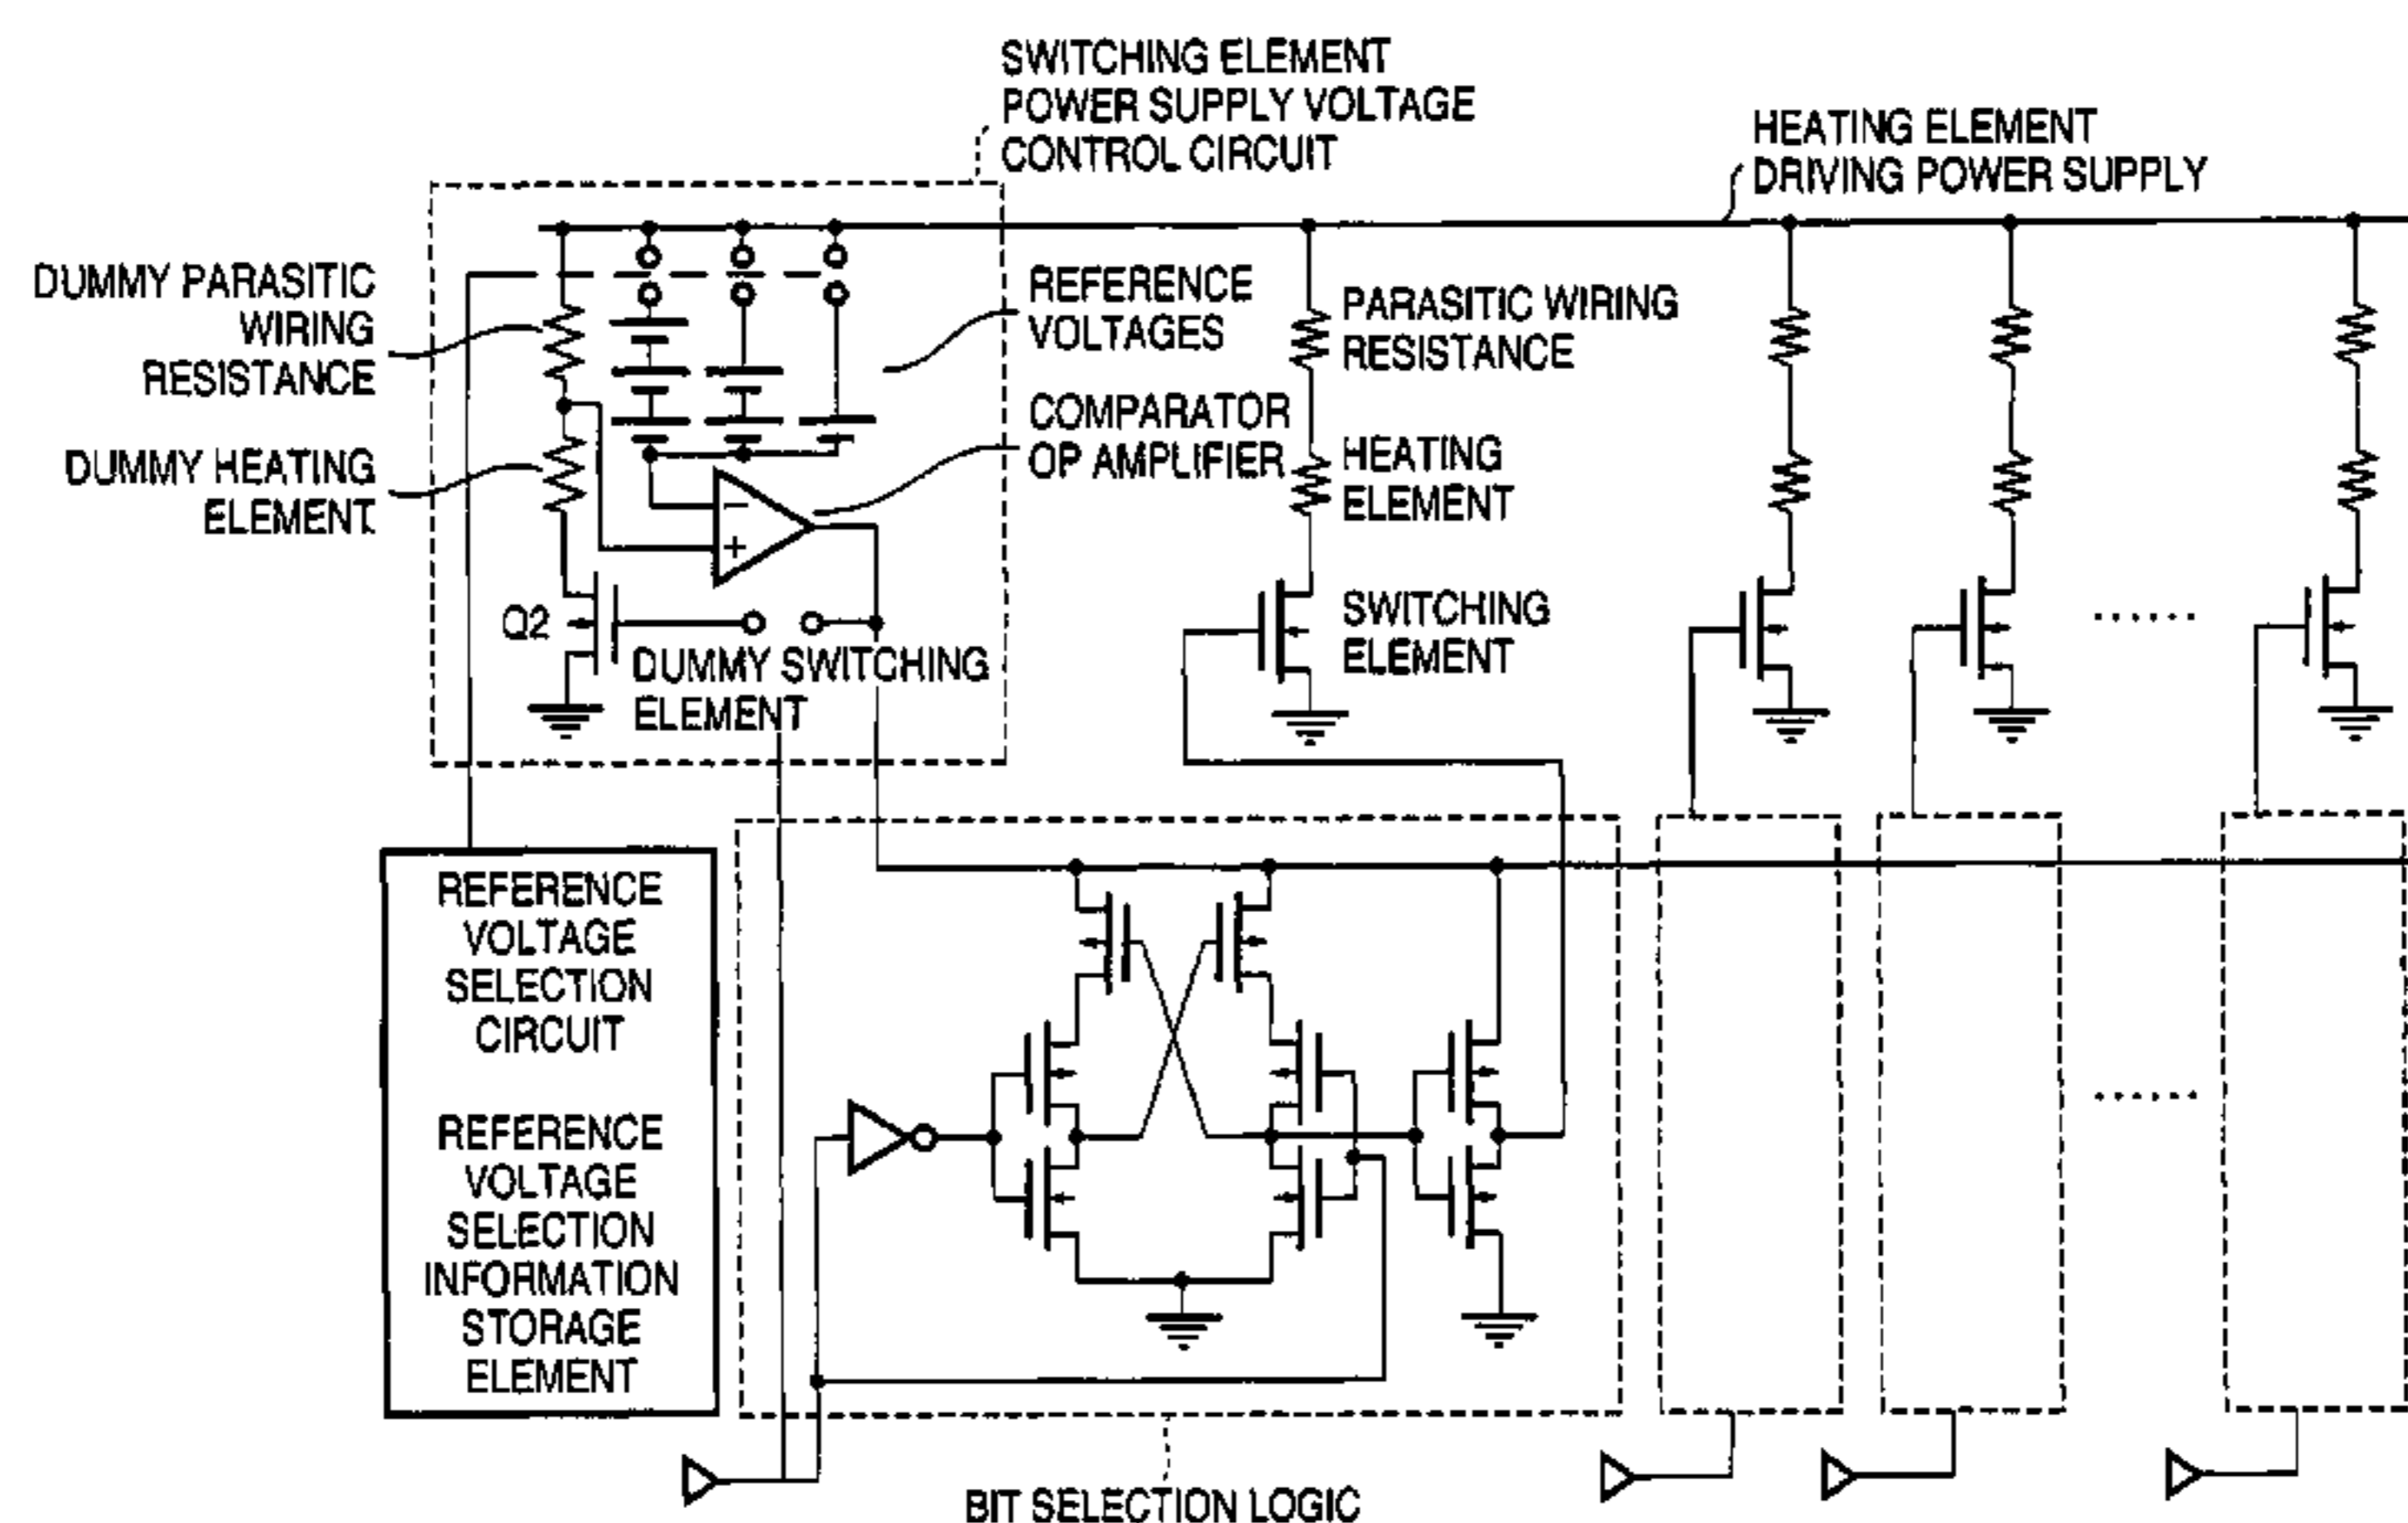 SWITCHING ELEMENT
POWER SUPPLY VOLTAGE
CONTROL CIRCUIT
HEATING ELEMENT
DRIVING POWER SUPPLY
DUMMY PARASITIC
WIRING
RESISTANCE
REFERENCE
VOLTAGES
PARASITIC WIRING
RESISTANCE
COMPARATOR
OP AMPLIFIER
DUMMY HEATING
ELEMENT
HEATING
ELEMENT
−
+
Q2
DUMMY SWITCHING
ELEMENT
SWITCHING
ELEMENT
REFERENCE
VOLTAGE
SELECTION
CIRCUIT
REFERENCE
VOLTAGE
SELECTION
INFORMATION
STORAGE
ELEMENT
BIT SELECTION LOGIC